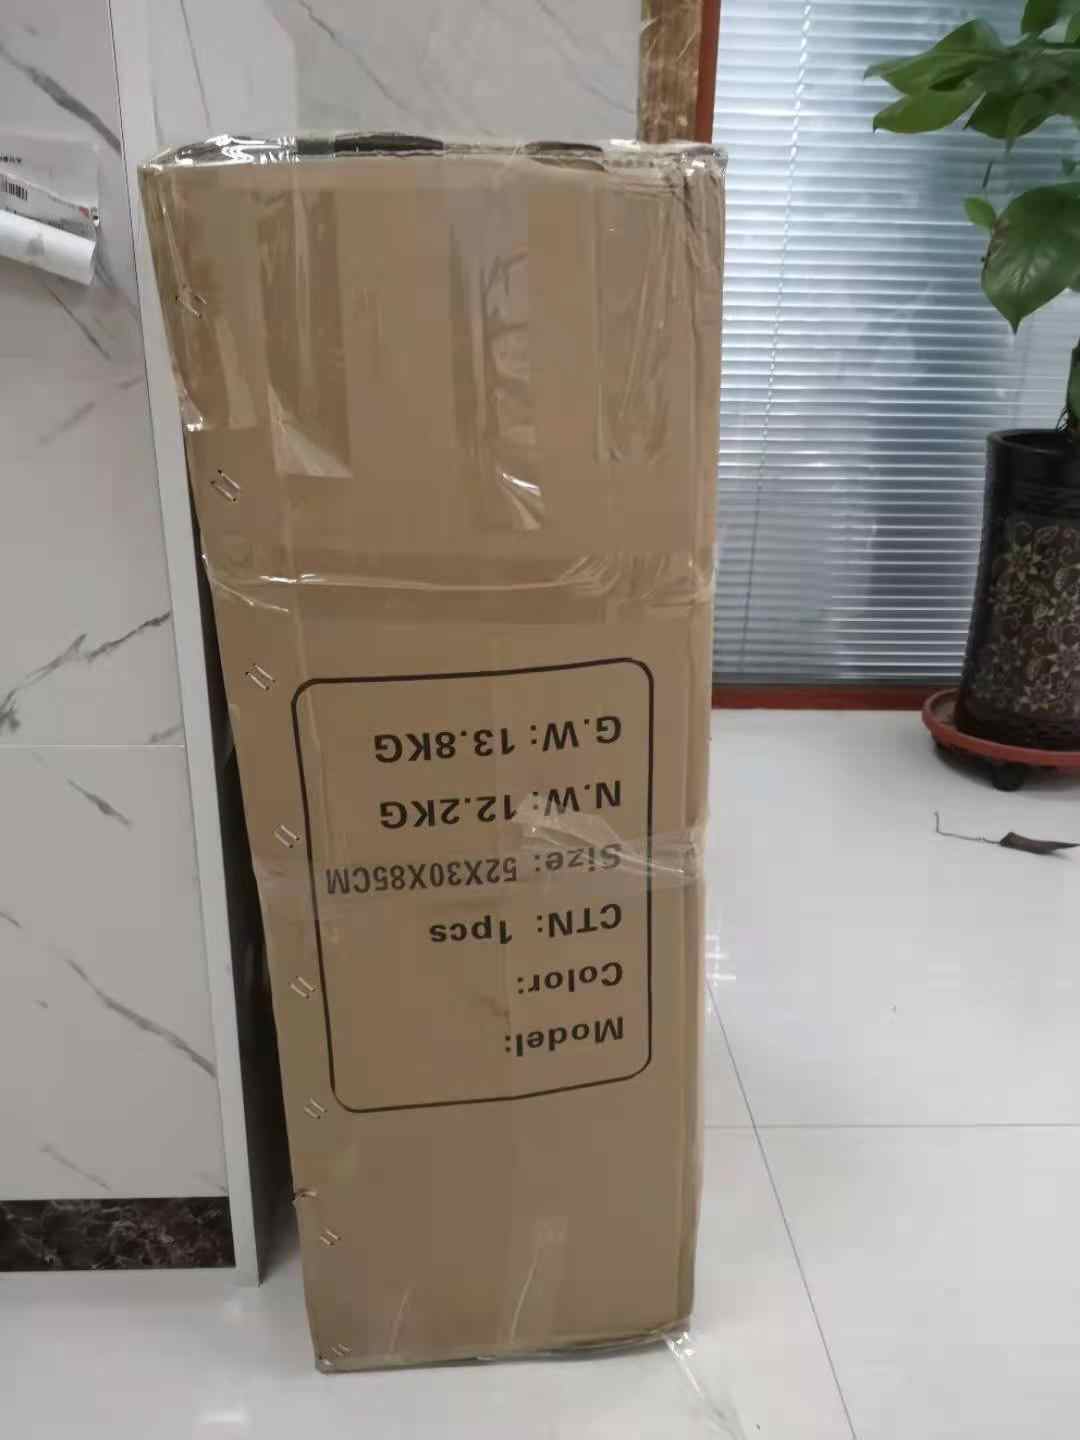 Model:
Color:
CTN: 1pcs
Size: 52X30X85CM
N.W: 12.2KG
G.W: 13.8KG